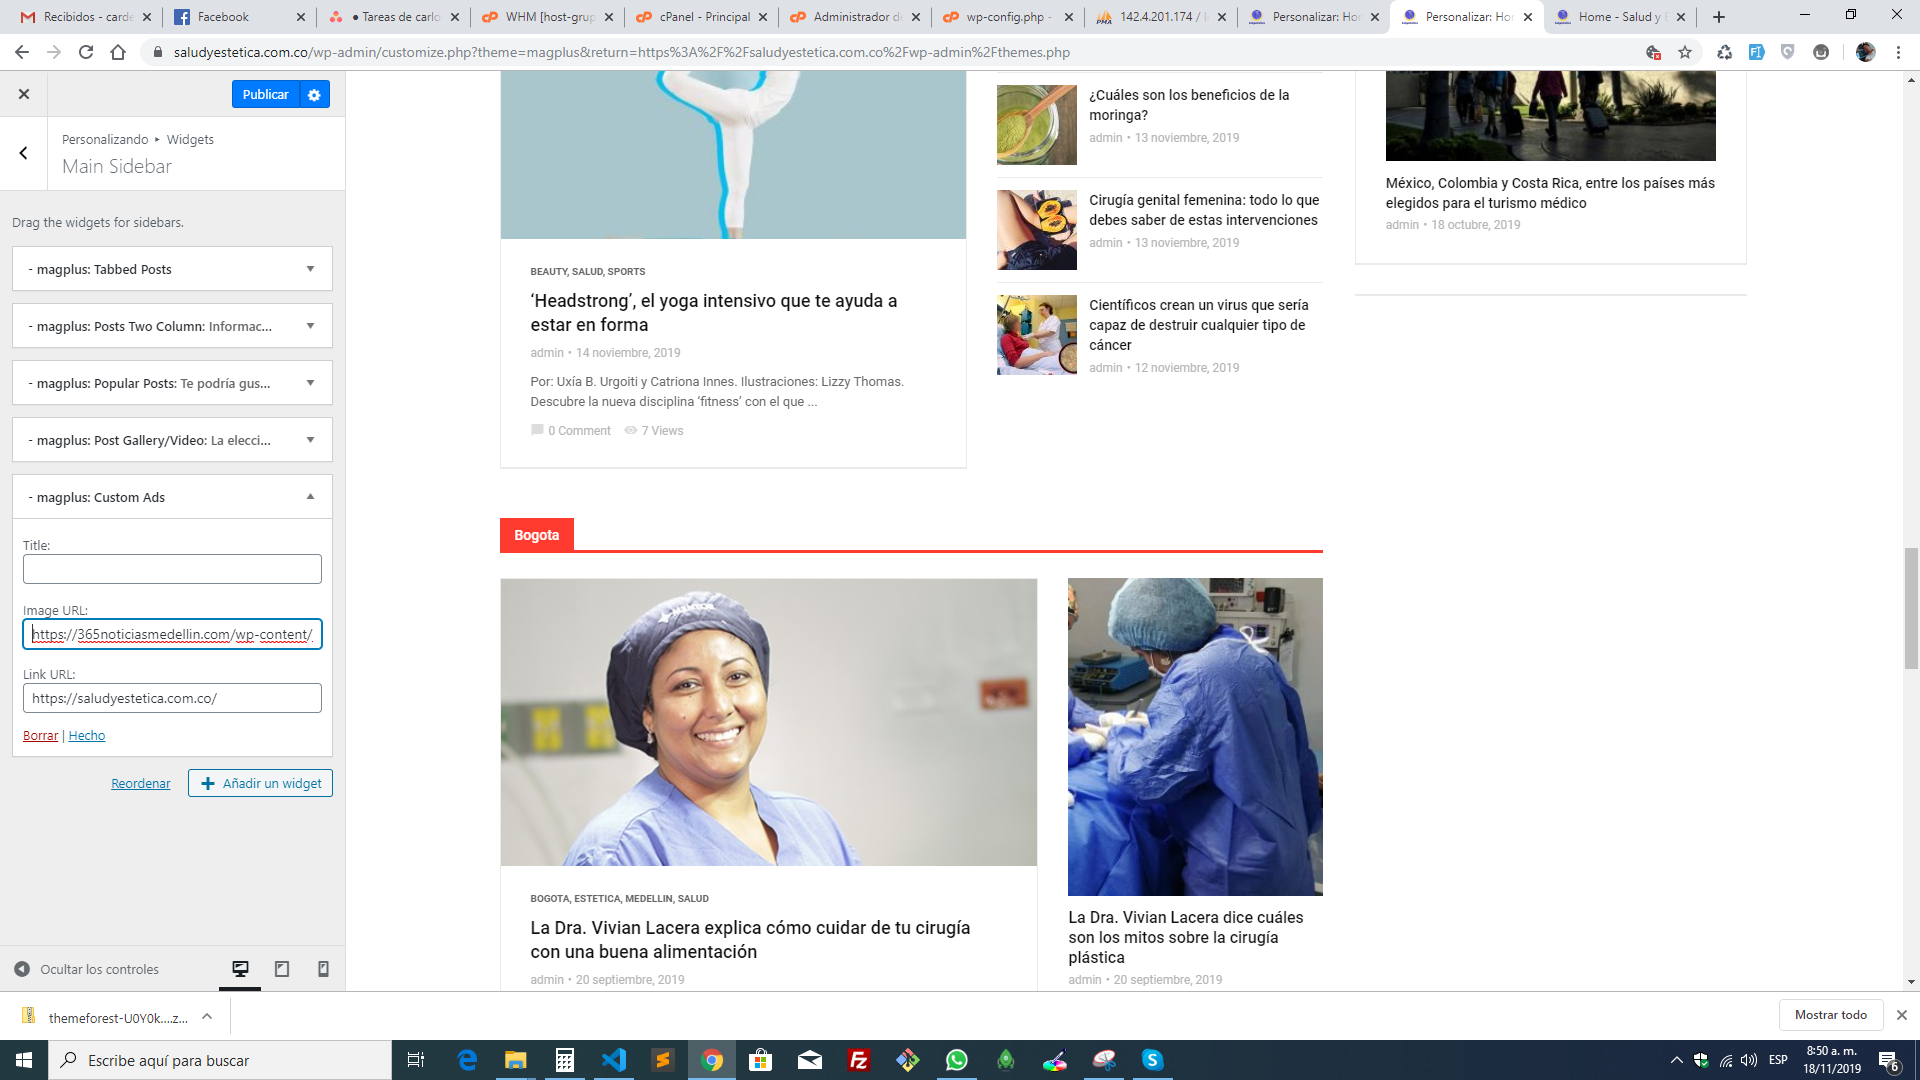 Recibidos - carde
Facebook
● Tareas de carlo
WHM [host-grup
cPanel - Principal
Administrador de
wp-config.php -
142.4.201.174 / l
Personalizar: Ho
Personalizar: Ho
Home - Salud y E
saludyestetica.com.co/wp-admin/customize.php?theme=magplus&return=https%3A%2F%2Fsaludyestetica.com.co%2Fwp-admin%2Fthemes.php
Publicar
Personalizando ▸ Widgets
Main Sidebar
Drag the widgets for sidebars.
- magplus: Tabbed Posts
- magplus: Posts Two Column: Informac...
- magplus: Popular Posts: Te podría gus...
- magplus: Post Gallery/Video: La elecci...
- magplus: Custom Ads
Title:
Image URL:
https://365noticiasmedellin.com/wp-content/
Link URL:
https://saludyestetica.com.co/
Borrar | Hecho
Reordenar
Añadir un widget
Ocultar los controles
BEAUTY, SALUD, SPORTS
‘Headstrong’, el yoga intensivo que te ayuda a
estar en forma
admin • 14 noviembre, 2019
Por: Uxía B. Urgoiti y Catriona Innes. Ilustraciones: Lizzy Thomas.
Descubre la nueva disciplina ‘fitness’ con el que ...
0 Comment 7 Views
¿Cuáles son los beneficios de la
moringa?
admin • 13 noviembre, 2019
Cirugía genital femenina: todo lo que
debes saber de estas intervenciones
admin • 13 noviembre, 2019
Científicos crean un virus que sería
capaz de destruir cualquier tipo de
cáncer
admin • 12 noviembre, 2019
México, Colombia y Costa Rica, entre los países más
elegidos para el turismo médico
admin • 18 octubre, 2019
Bogota
BOGOTA, ESTETICA, MEDELLIN, SALUD
La Dra. Vivian Lacera explica cómo cuidar de tu cirugía
con una buena alimentación
admin • 20 septiembre, 2019
La Dra. Vivian Lacera dice cuáles
son los mitos sobre la cirugía
plástica
admin • 20 septiembre, 2019
themeforest-U0Y0k....z...
Mostrar todo
Escribe aquí para buscar
ESP
8:50 a. m.
18/11/2019
6